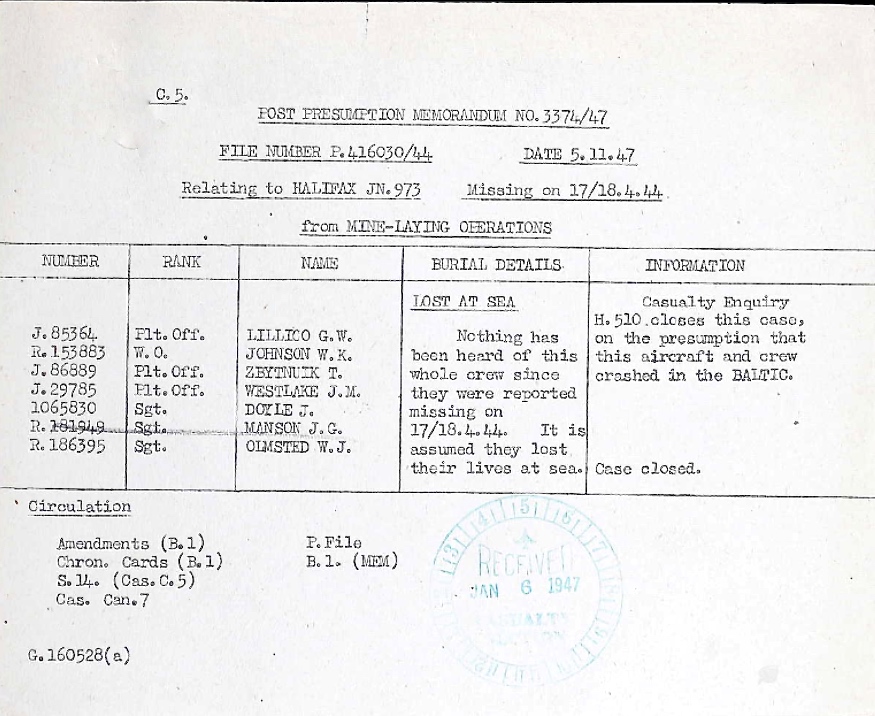 C.5.
POST PRESUMPTION MEMORANDUM NO.3374/47
FILE NUMBER P.416030/44 DATE 5.11.47
Relating to HALIFAX JN.973 Missing on 17/18.4.44
from MINE-LAYING OPERATIONS
NUMBER RANK NAME BURIAL DETAILS INFORMATION
LOST AT SEA
Nothing has
been heard of this
whole crew since
they were reported
missing on
17/18.4.44. It is
assumed they lost
their lives at sea.
Casualty Enquiry
H.510.closes this case,
on the presumption that
this aircraft and crew
crashed in the BALTIC.
Case closed.
J.85364 Plt.Off. LILLICO G.W.
R.153883 W.O. JOHNSON W.K.
J.86889 Plt.Off. ZBYTNUIK T.
J.29785 Plt.Off. WESTLAKE J.M.
1065830 Sgt. DOYLE J.
R.181949 Sgt. MANSON J.G.
R.186395 Sgt. OLMSTED W.J.
Circulation
Amendments (B.1) P.File
Chron. Cards (B.1) B.1. (MEM)
S.14. (Cas.C.5)
Cas. Can.7
G.160528(a)
RECEIVED
JAN 6 1947